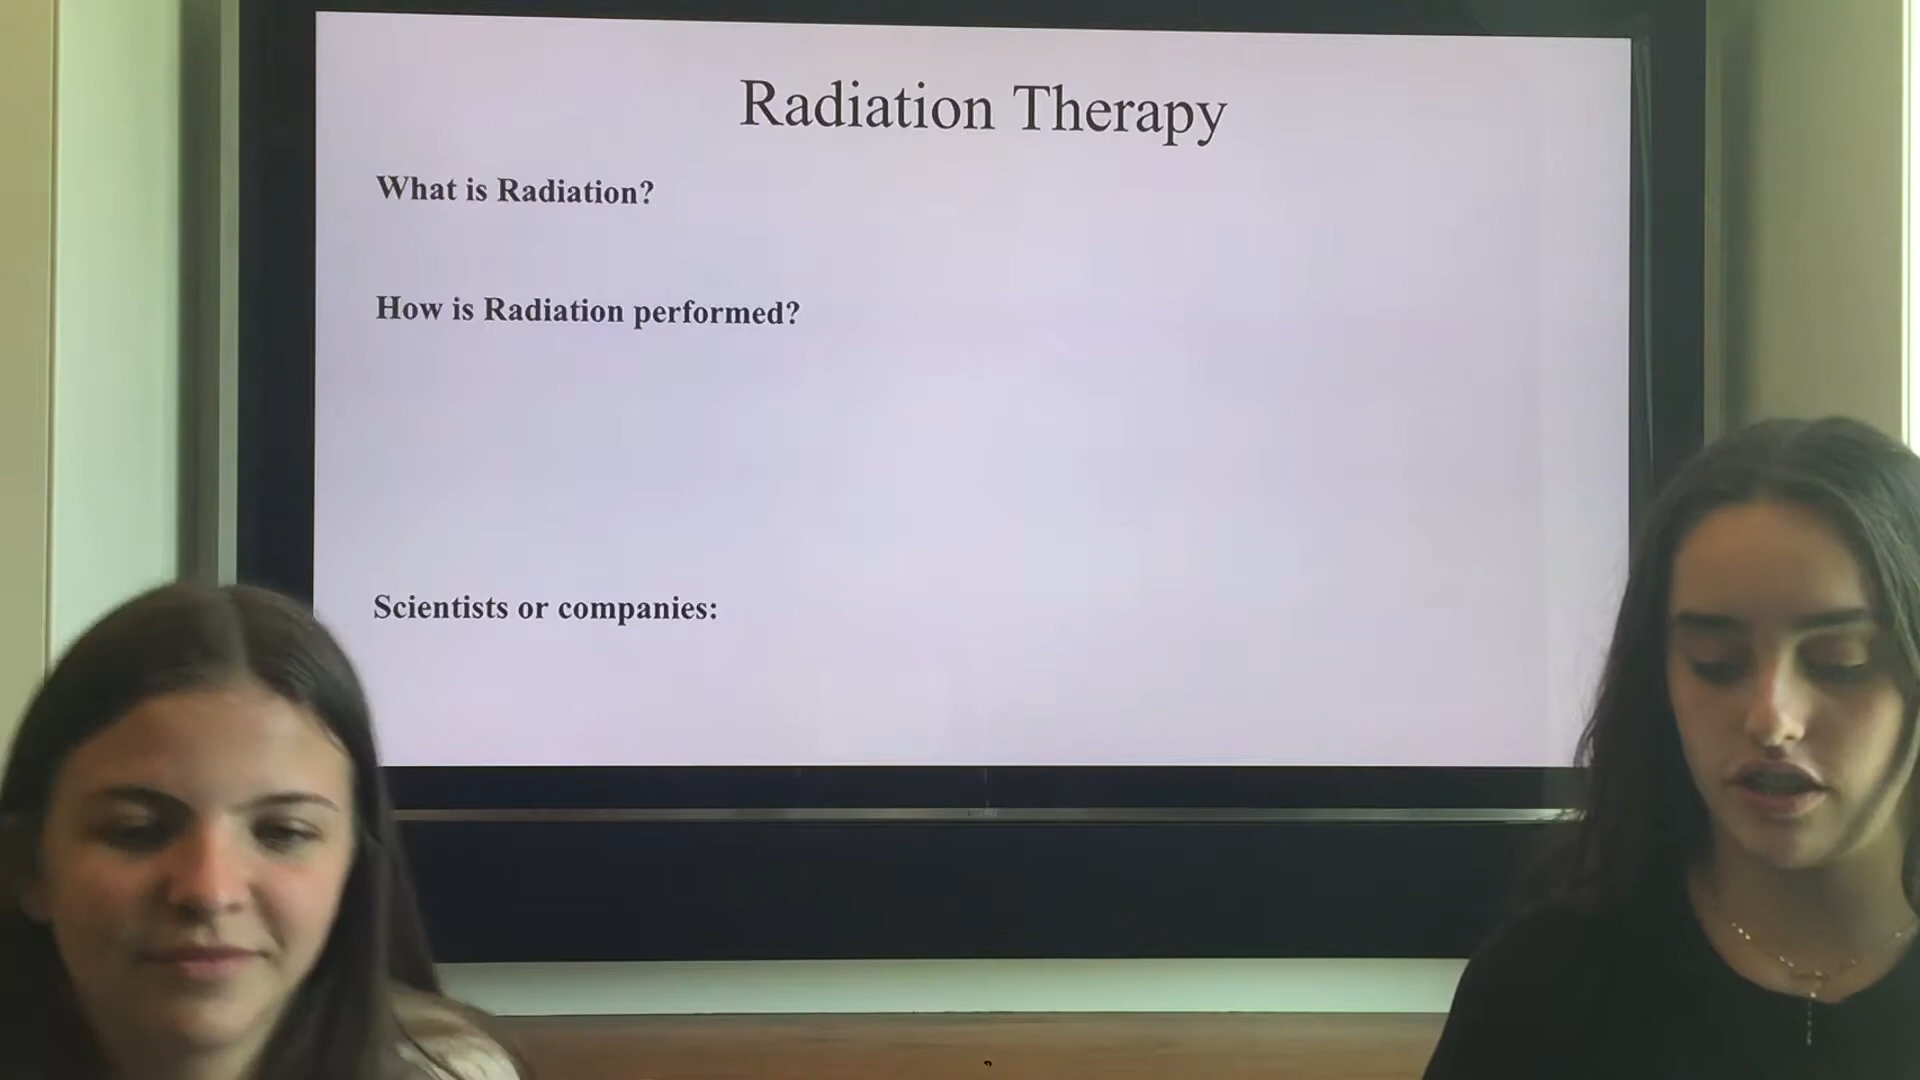 Radiation Therapy
What is Radiation?
How is Radiation performed?
Scientists or companies: